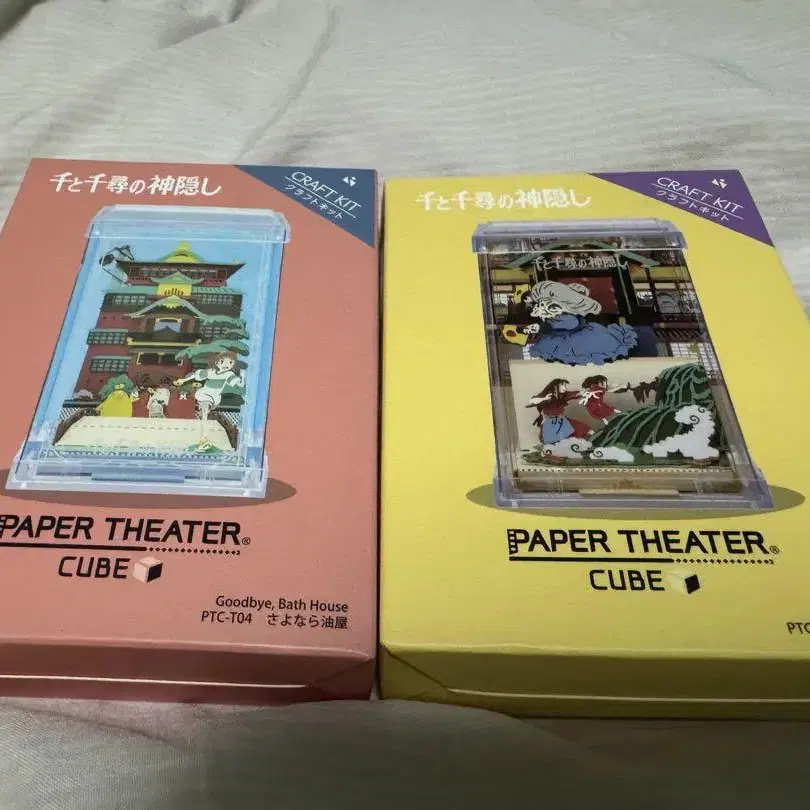 千と千尋の神隠し
CRAFT KIT
クラフトキット
PAPER THEATER®
CUBE
Goodbye, Bath House
PTC-T04 さよなら油屋
千と千尋の神隠し
CRAFT KIT
クラフトキット
千と千尋の神隠し
PAPER THEATER®
CUBE
PTC